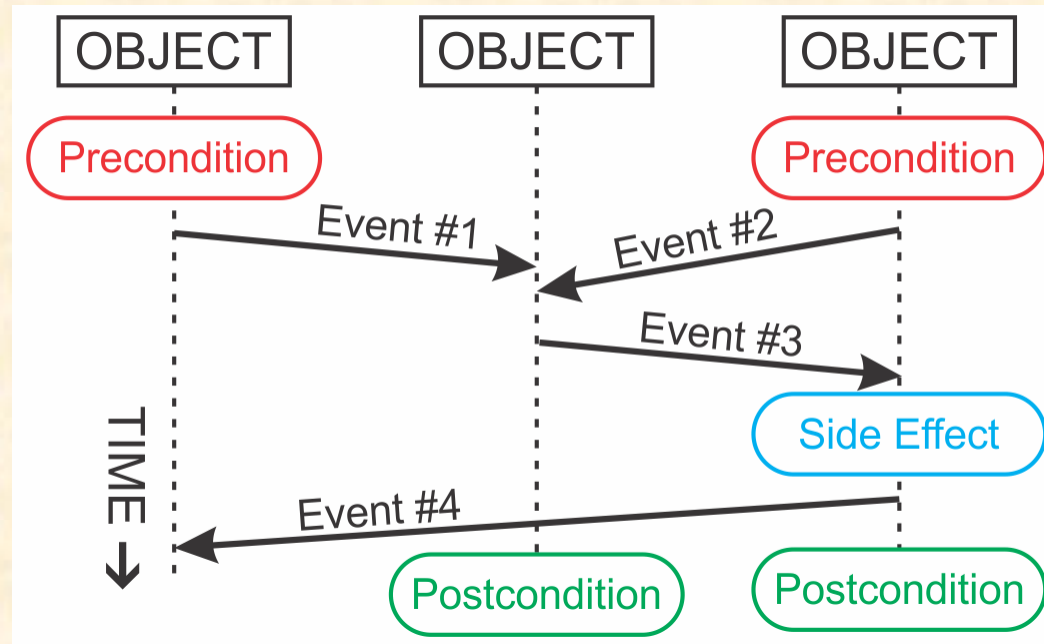 OBJECT
OBJECT
OBJECT
Precondition
Precondition
Event #1
Event #2
Event #3
Side Effect
TIME →
Event #4
Postcondition
Postcondition